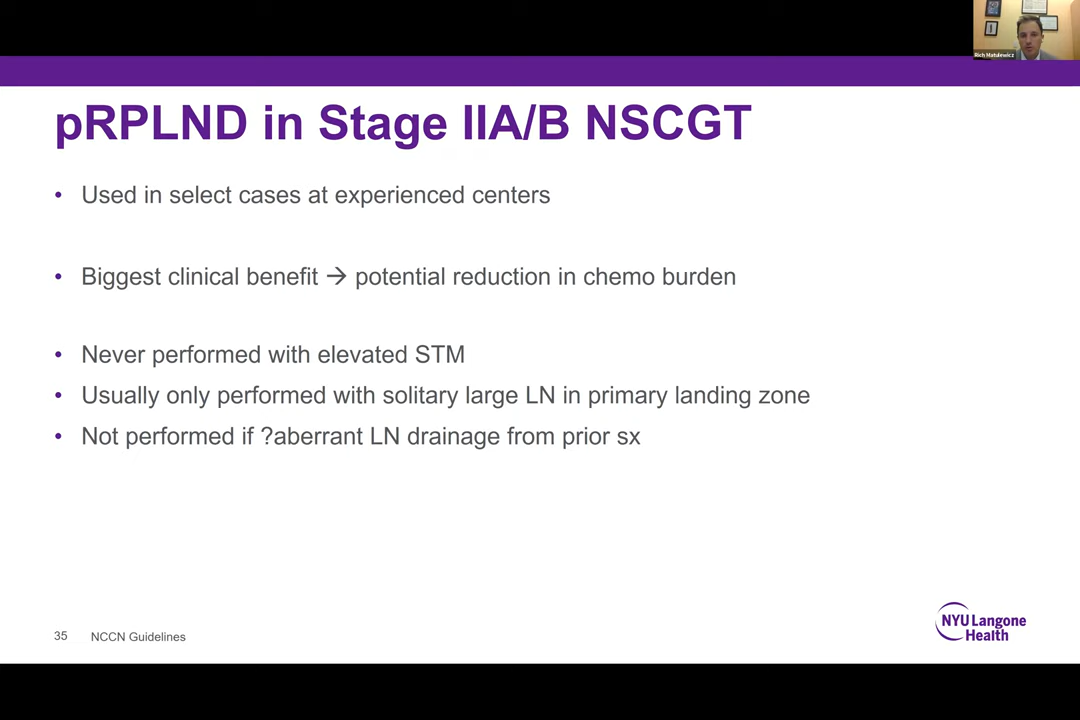 Rich Matulewicz
pRPLND in Stage IIA/B NSCGT
• Used in select cases at experienced centers
• Biggest clinical benefit → potential reduction in chemo burden
• Never performed with elevated STM
• Usually only performed with solitary large LN in primary landing zone
• Not performed if ?aberrant LN drainage from prior sx
35 NCCN Guidelines
NYU Langone
Health